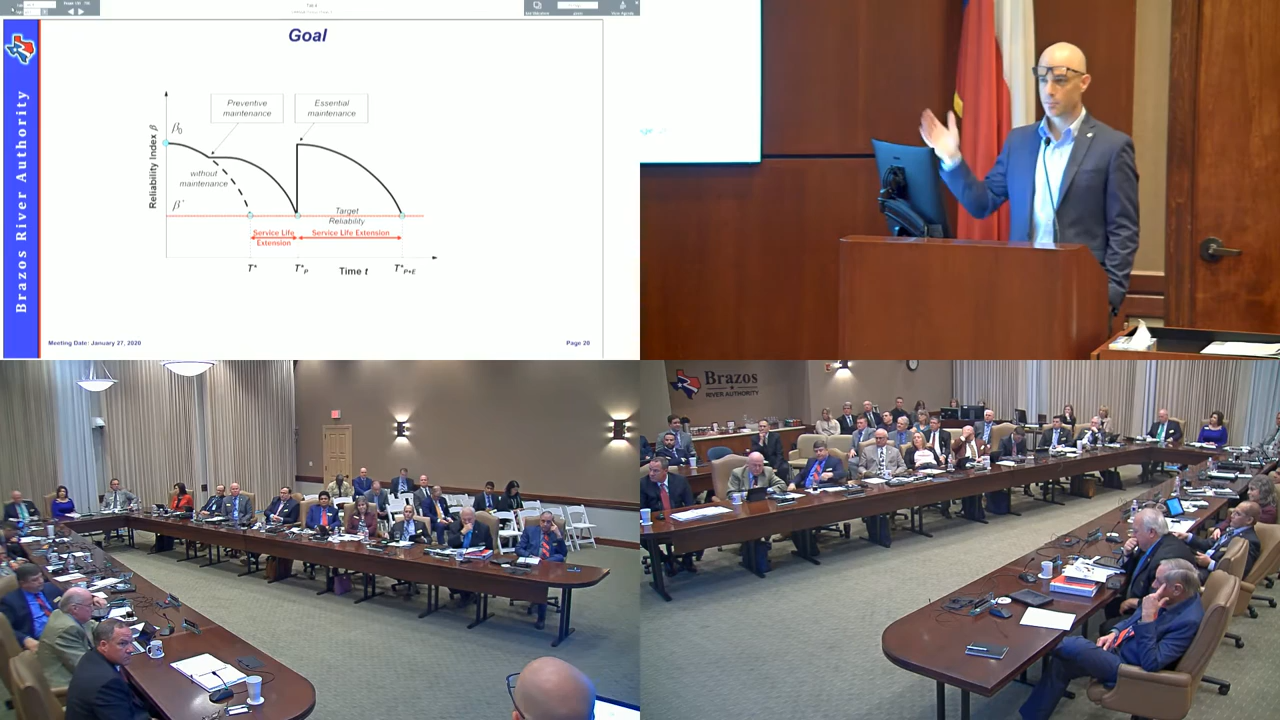 Goal
Brazos River Authority
Preventive
maintenance
Essential
maintenance
β0
Reliability Index β
without
maintenance
β*
Target
Reliability
Service Life
Extension
Service Life Extension
T*
T*P
Time t
T*P+E
Meeting Date: January 27, 2020
Page 20
Brazos
RIVER AUTHORITY